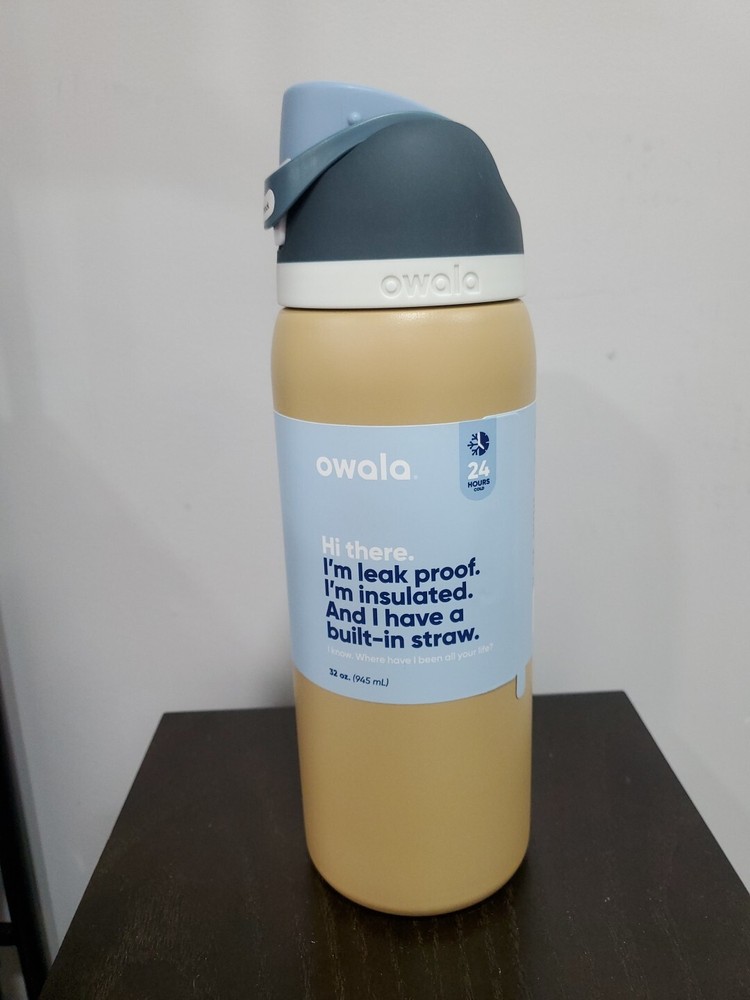 owala
owala
24
HOURS
COLD
Hi there.
I'm leak proof.
I'm insulated.
And I have a
built-in straw.
I know. Where have I been all your life?
32 oz. (945 mL)